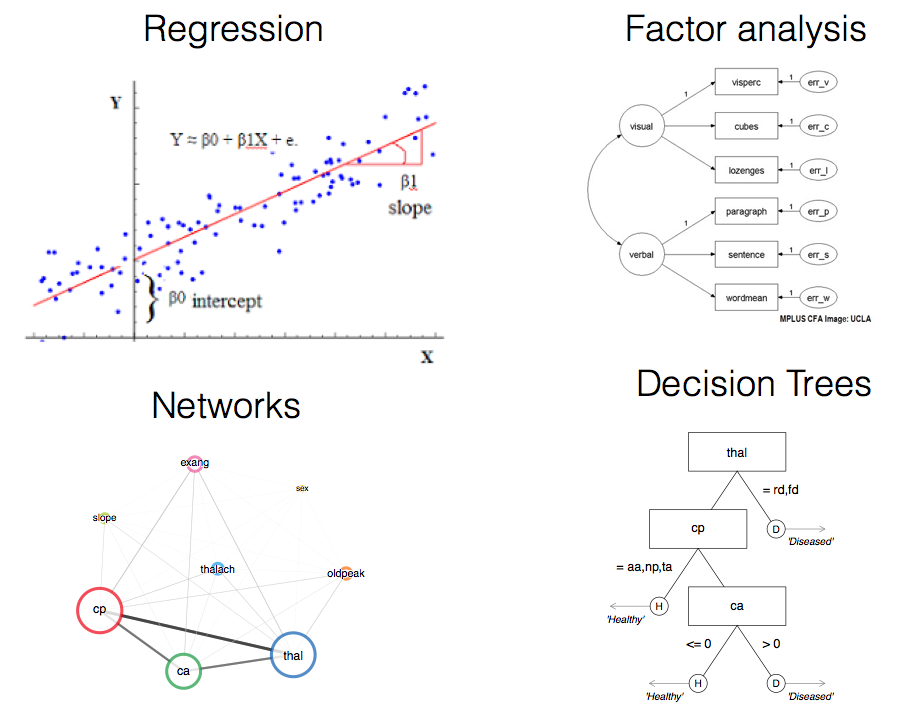 Regression
Y
Y ≈ β0 + β1X + e.
β1
slope
β0 intercept
X
Factor analysis
visual
verbal
1
visperc
1
err_v
cubes
1
err_c
lozenges
1
err_l
1
paragraph
1
err_p
sentence
1
err_s
wordmean
1
err_w
MPLUS CFA Image: UCLA
Networks
exang
sex
slope
thalach
oldpeak
cp
thal
ca
Decision Trees
thal
= rd,fd
cp
D
'Diseased'
= aa,np,ta
H
'Healthy'
ca
<= 0
> 0
H
D
'Healthy'
'Diseased'